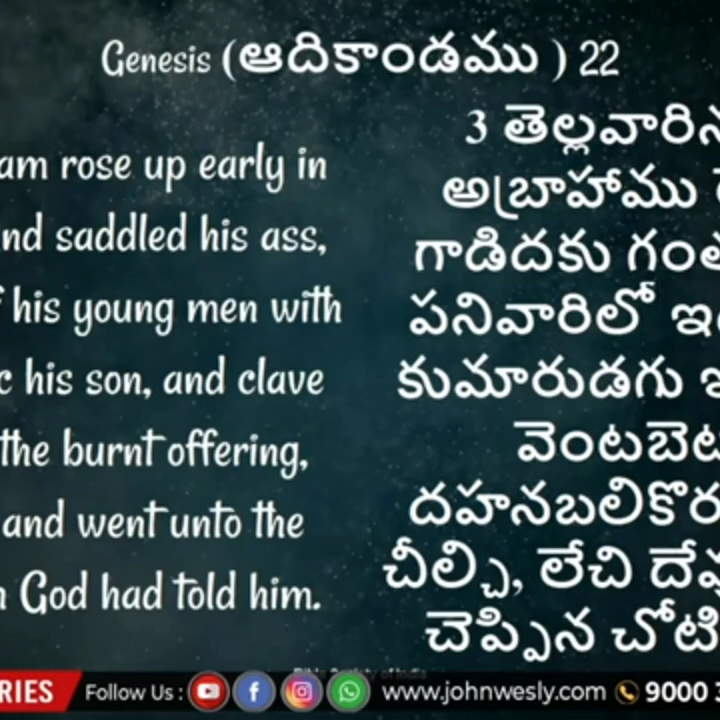 Genesis (ఆదికాండము ) 22
am rose up early in
nd saddled his ass,
his young men with
c his son, and clave
the burnt offering,
and went unto the
God had told him.
3 తెల్లవారిన
అబ్రాహాము
గాడిదకు గంత
పనివారిలో
కుమారుడగు
వెంటబెట
దహనబలికొర
చీల్చి, లేచి దేవ
చెప్పిన చోటి
RIES Follow Us : www.johnwesly.com 9000